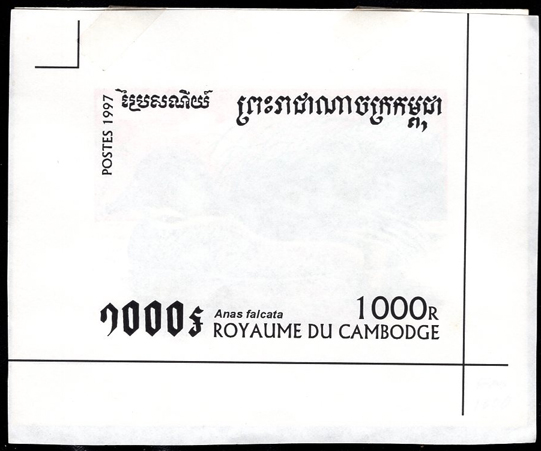 POSTES 1997
ប្រៃសណីយ៍
ព្រះរាជាណាចក្រកម្ពុជា
១០០០៛
Anas falcata
1000R
ROYAUME DU CAMBODGE